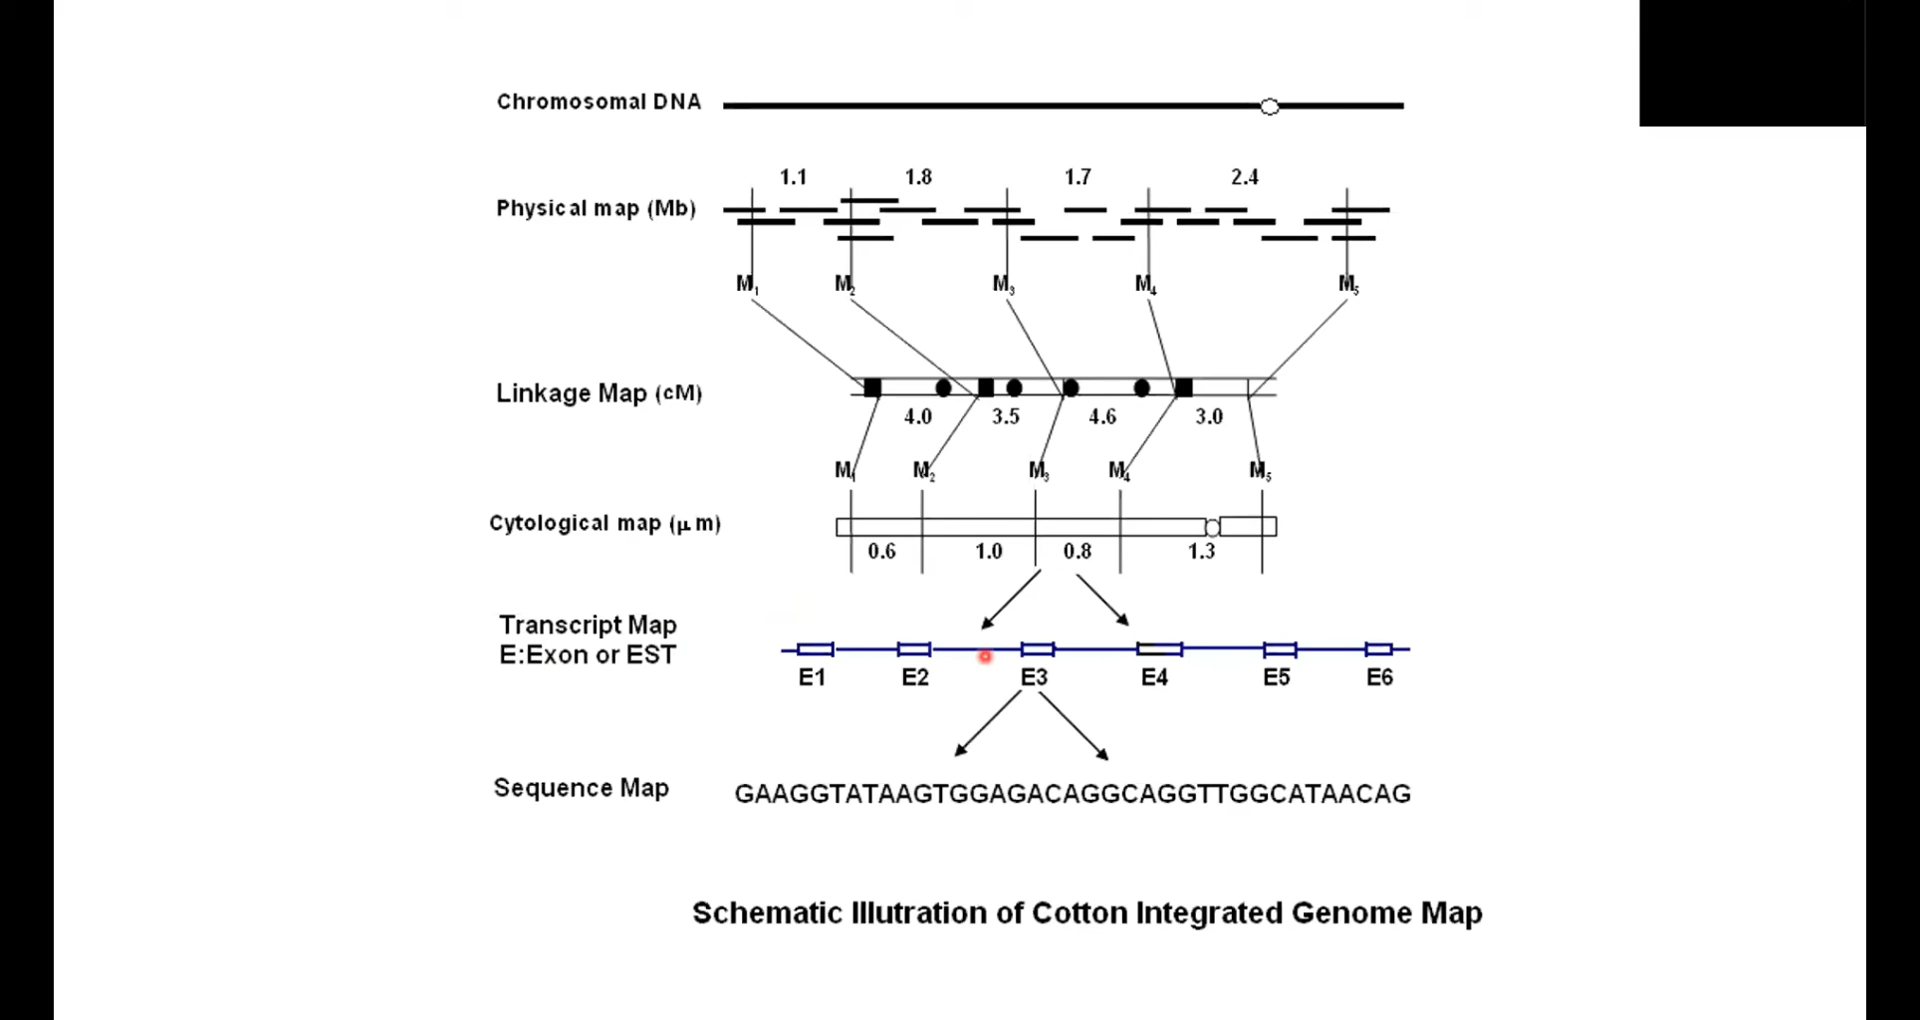 Chromosomal DNA
1.1 1.8 1.7 2.4
Physical map (Mb)
M1 M2 M3 M4 M5
Linkage Map (cM)
4.0 3.5 4.6 3.0
M1 M2 M3 M4 M5
Cytological map (μm)
0.6 1.0 0.8 1.3
Transcript Map
E:Exon or EST
E1 E2 E3 E4 E5 E6
Sequence Map GAAGGTATAAGTGGAGACAGGCAGGTTGGCATAACAG
Schematic Illutration of Cotton Integrated Genome Map